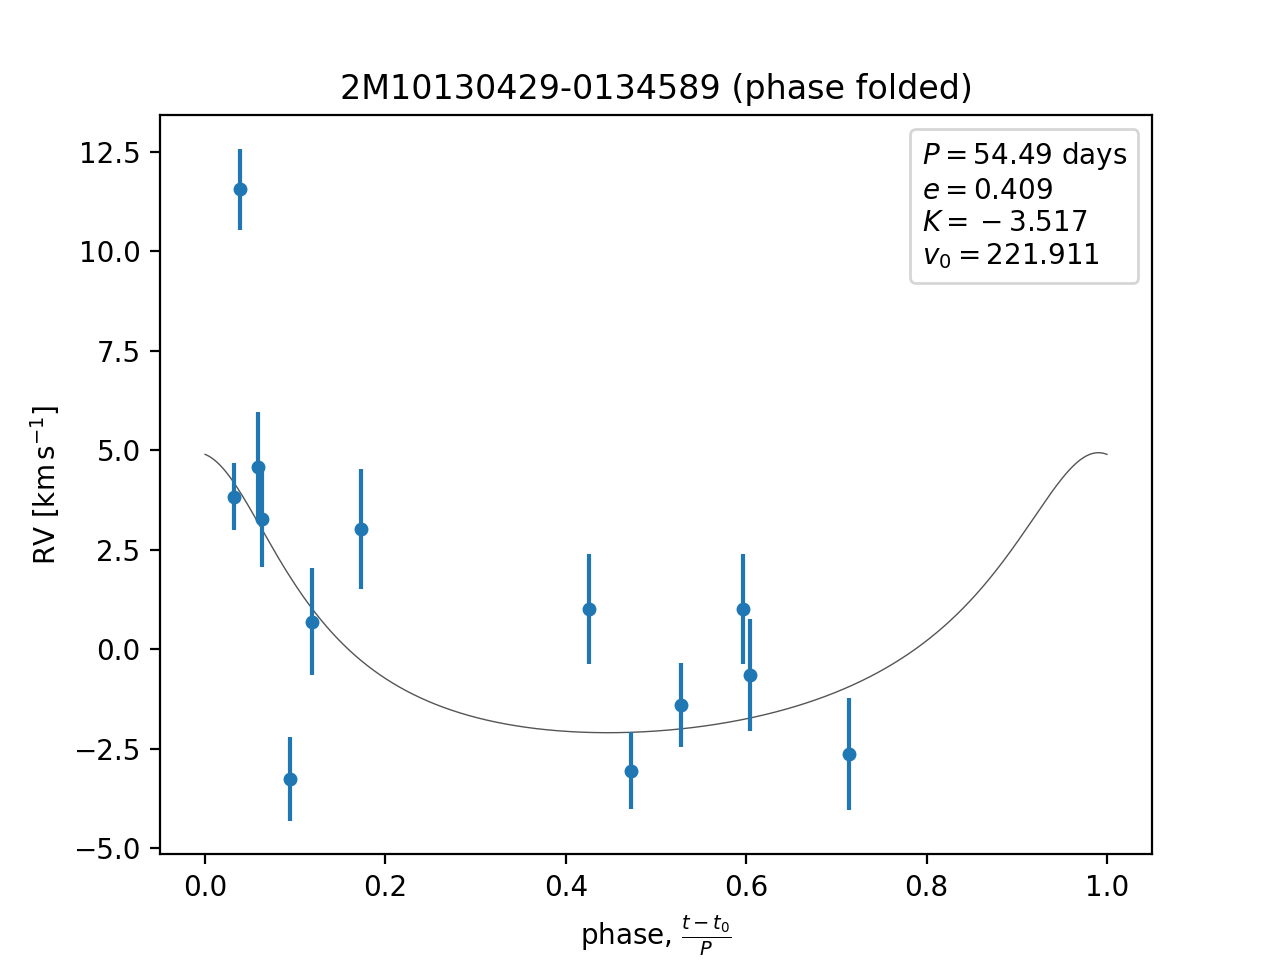 2M10130429-0134589 (phase folded)
P = 54.49 days
e = 0.409
K = −3.517
v₀ = 221.911
12.5
10.0
7.5
5.0
2.5
0.0
−2.5
−5.0
RV [km s⁻¹]
0.0 0.2 0.4 0.6 0.8 1.0
phase, (t − t₀)/P